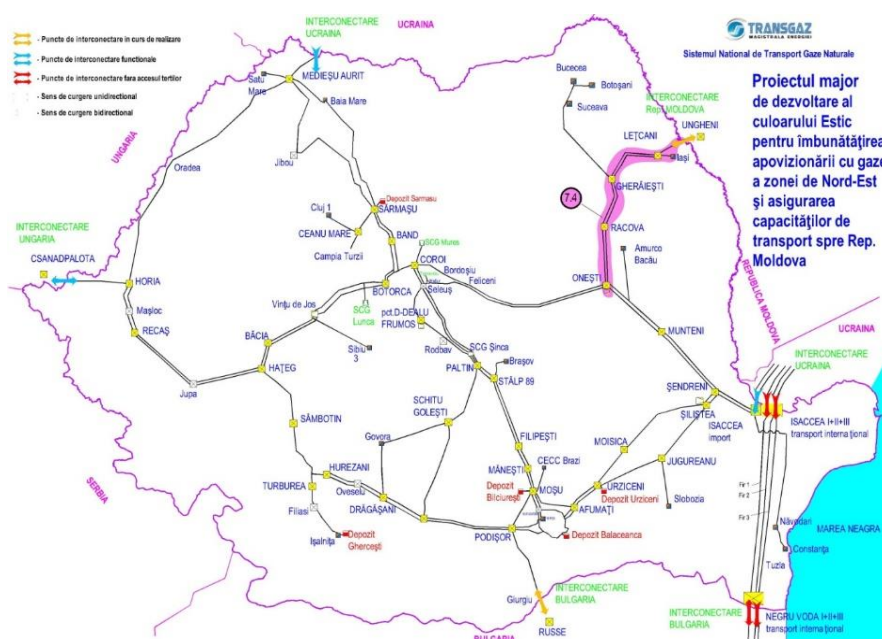 - Puncte de interconectare in curs de realizare
- Puncte de interconectare functionale
- Puncte de interconectare fara accesul tertilor
- Sens de curgere unidirectional
- Sens de curgere bidirectional
TRANSGAZ
MAGISTRALA ENERGIEI
Sistemul National de Transport Gaze Naturale
Proiectul major
de dezvoltare al
culoarului Estic
pentru îmbunătățirea
apovizionării cu gaze
a zonei de Nord-Est
și asigurarea
capacităților de
transport spre Rep.
Moldova
INTERCONECTARE
UCRAINA
UCRAINA
UCRAINA
Satu
Mare
MEDIEȘU AURIT
Baia Mare
Bucecea
Botoșani
Suceava
INTERCONECTARE
Rep. MOLDOVA
UNGHENI
LEȚCANI
Iași
GHERĂIEȘTI
UNGARIA
Oradea
Jibou
7.4
RACOVA
Cluj 1
Depozit Sarmasu
SĂRMAȘU
CEANU MARE
BAND
Campia Turzii
SCG Mures
COROI
Bordoșiu
Feliceni
Amurco
Bacău
ONEȘTI
INTERCONECTARE
UNGARIA
CSANADPALOTA
HORIA
Mașloc
RECAȘ
BOTORCA
Seleuș
Vințu de Jos
SCG
Lunca
pct.D-DEALU
FRUMOS
REPUBLICA MOLDOVA
MUNTENI
UCRAINA
BĂCIA
Sibiu
3
Rodbav
SCG Șinca
PALTIN
Brașov
STÂLP 89
HAȚEG
Jupa
INTERCONECTARE
UCRAINA
ȘENDRENI
ȘILIȘTEA
ISACCEA
import
ISACCEA I+II+III
transport internațional
SCHITU
GOLEȘTI
SÂMBOTIN
Govora
FILIPEȘTI
MOISICA
JUGUREANU
SERBIA
HUREZANI
Oveselu
TURBUREA
MĂNEȘTI
CECC Brazi
Depozit
Bilciurești
MOȘU
URZICENI
Depozit Urziceni
Slobozia
Fir 1
Fir 2
Fir 3
Filiasi
DRĂGĂȘANI
AFUMAȚI
Depozit Balaceanca
Ișalnița
Depozit
Ghercești
PODIȘOR
Năvodari
MAREA NEAGRA
Constanța
Tuzla
Giurgiu
INTERCONECTARE
BULGARIA
RUSSE
BULGARIA
INTERCONECTARE
BULGARIA
NEGRU VODA I+II+III
transport internațional